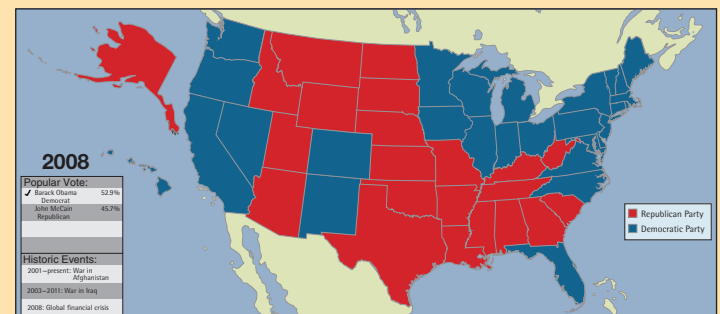 2008
Popular Vote:
✓ Barack Obama 52.9%
Democrat
John McCain 45.7%
Republican
Historic Events:
2001–present: War in
Afghanistan
2003–2011: War in Iraq
2008: Global financial crisis
Republican Party
Democratic Party